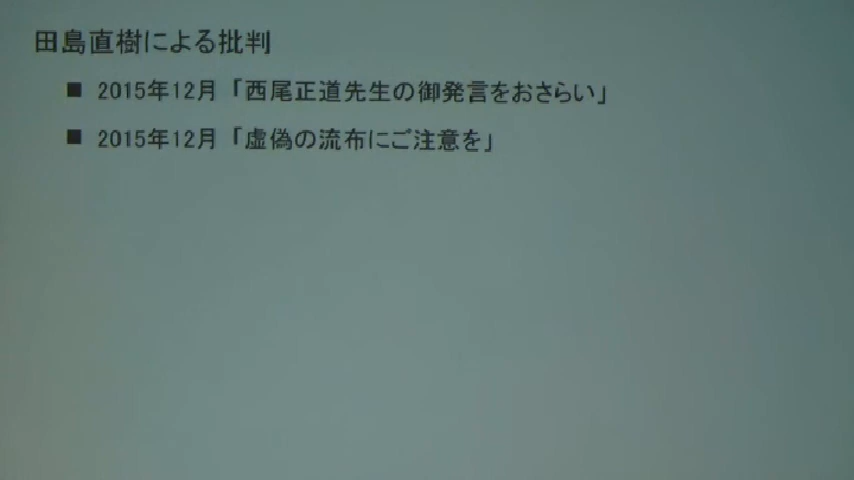 田島直樹による批判
■ 2015年12月「西尾正道先生の御発言をおさらい」
■ 2015年12月「虚偽の流布にご注意を」